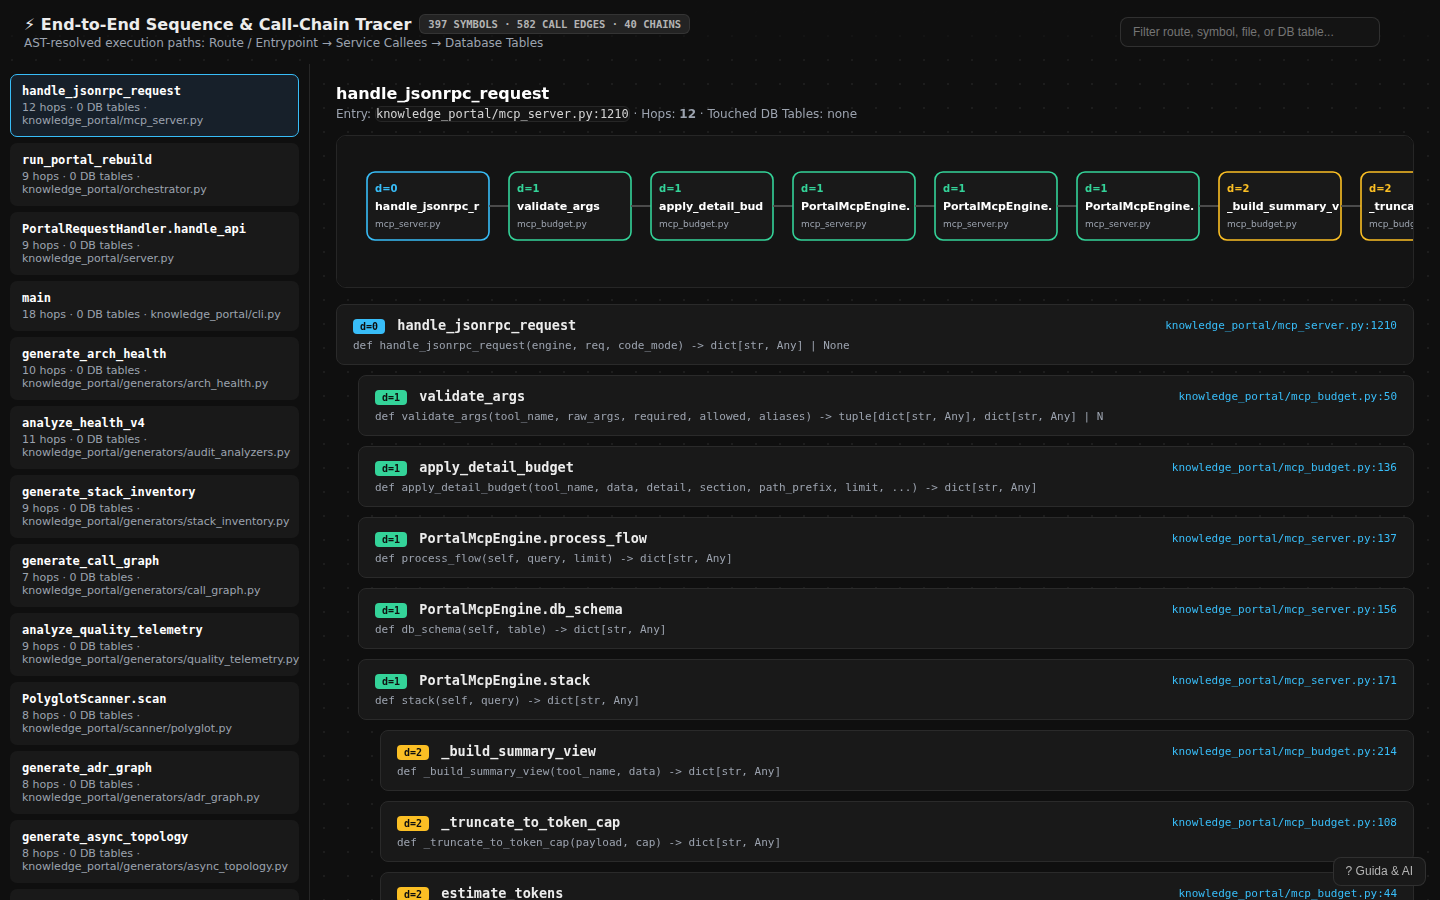 ⚡ End-to-End Sequence & Call-Chain Tracer 397 SYMBOLS · 582 CALL EDGES · 40 CHAINS
AST-resolved execution paths: Route / Entrypoint → Service Callees → Database Tables
Filter route, symbol, file, or DB table...
handle_jsonrpc_request
12 hops · 0 DB tables ·
knowledge_portal/mcp_server.py
run_portal_rebuild
9 hops · 0 DB tables ·
knowledge_portal/orchestrator.py
PortalRequestHandler.handle_api
9 hops · 0 DB tables ·
knowledge_portal/server.py
main
18 hops · 0 DB tables · knowledge_portal/cli.py
generate_arch_health
10 hops · 0 DB tables ·
knowledge_portal/generators/arch_health.py
analyze_health_v4
11 hops · 0 DB tables ·
knowledge_portal/generators/audit_analyzers.py
generate_stack_inventory
9 hops · 0 DB tables ·
knowledge_portal/generators/stack_inventory.py
generate_call_graph
7 hops · 0 DB tables ·
knowledge_portal/generators/call_graph.py
analyze_quality_telemetry
9 hops · 0 DB tables ·
knowledge_portal/generators/quality_telemetry.py
PolyglotScanner.scan
8 hops · 0 DB tables ·
knowledge_portal/scanner/polyglot.py
generate_adr_graph
8 hops · 0 DB tables ·
knowledge_portal/generators/adr_graph.py
generate_async_topology
8 hops · 0 DB tables ·
knowledge_portal/generators/async_topology.py
handle_jsonrpc_request
Entry: knowledge_portal/mcp_server.py:1210 · Hops: 12 · Touched DB Tables: none
d=0
handle_jsonrpc_r
mcp_server.py
d=1
validate_args
mcp_budget.py
d=1
apply_detail_bud
mcp_budget.py
d=1
PortalMcpEngine.
mcp_server.py
d=1
PortalMcpEngine.
mcp_server.py
d=1
PortalMcpEngine.
mcp_server.py
d=2
_build_summary_v
mcp_budget.py
d=2
_trunca
mcp_budg
d=0 handle_jsonrpc_request knowledge_portal/mcp_server.py:1210
def handle_jsonrpc_request(engine, req, code_mode) -> dict[str, Any] | None
d=1 validate_args knowledge_portal/mcp_budget.py:50
def validate_args(tool_name, raw_args, required, allowed, aliases) -> tuple[dict[str, Any], dict[str, Any] | N
d=1 apply_detail_budget knowledge_portal/mcp_budget.py:136
def apply_detail_budget(tool_name, data, detail, section, path_prefix, limit, ...) -> dict[str, Any]
d=1 PortalMcpEngine.process_flow knowledge_portal/mcp_server.py:137
def process_flow(self, query, limit) -> dict[str, Any]
d=1 PortalMcpEngine.db_schema knowledge_portal/mcp_server.py:156
def db_schema(self, table) -> dict[str, Any]
d=1 PortalMcpEngine.stack knowledge_portal/mcp_server.py:171
def stack(self, query) -> dict[str, Any]
d=2 _build_summary_view knowledge_portal/mcp_budget.py:214
def _build_summary_view(tool_name, data) -> dict[str, Any]
d=2 _truncate_to_token_cap knowledge_portal/mcp_budget.py:108
def _truncate_to_token_cap(payload, cap) -> dict[str, Any]
? Guida & AI
d=2 estimate_tokens knowledge_portal/mcp_budget.py:44